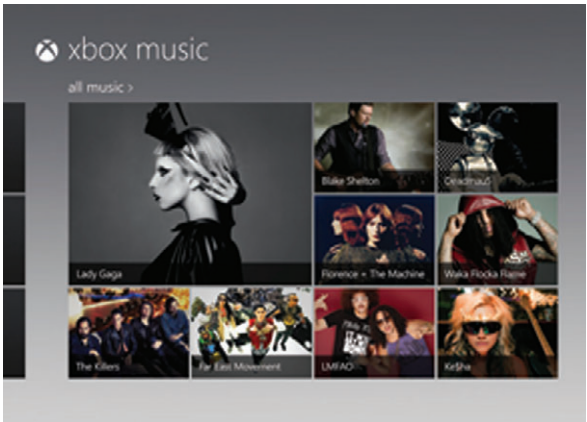 xbox music
all music >
Lady Gaga
Blake Shelton
Deadmau5
Florence + The Machine
Waka Flocka Flame
The Killers
Far East Movement
LMFAO
Ke$ha